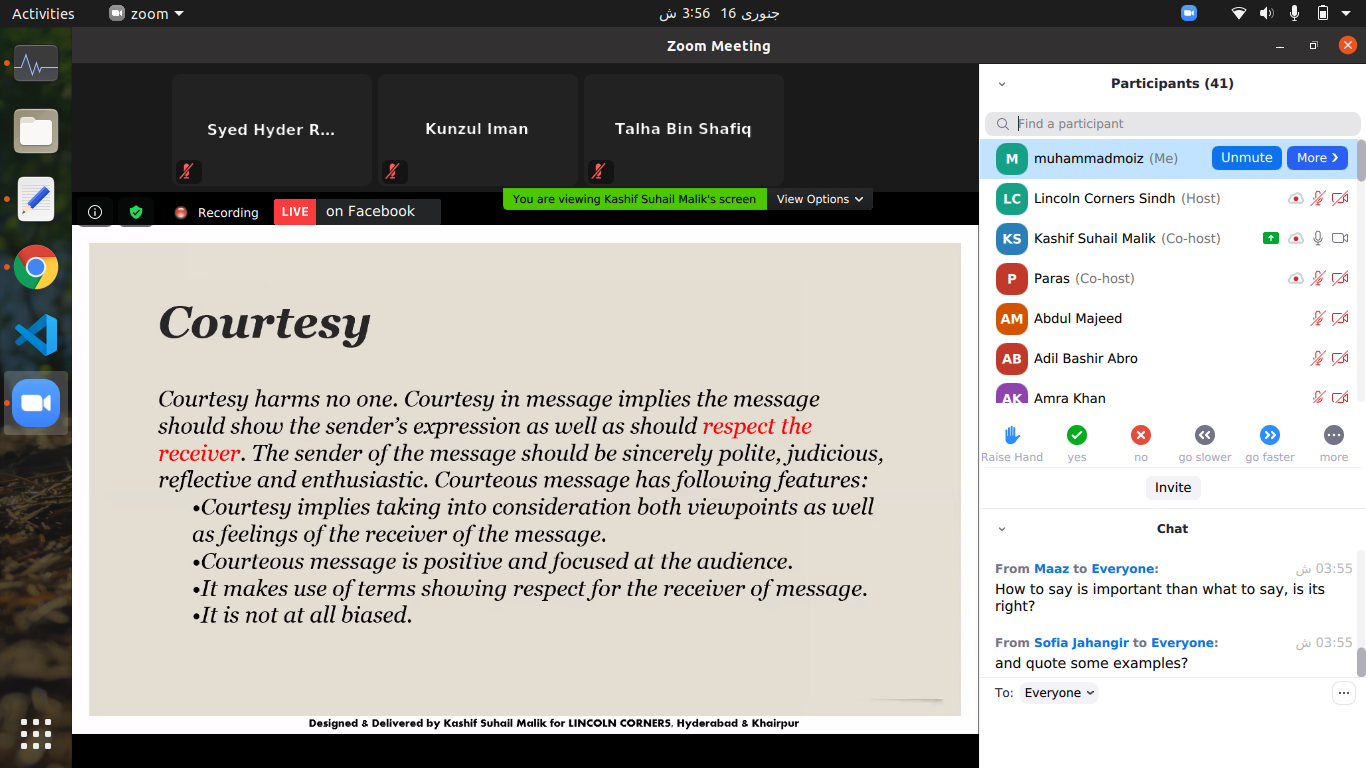 Activities
zoom
جنوری 16  3:56 ش
Zoom Meeting
Syed Hyder R...
Kunzul Iman
Talha Bin Shafiq
Recording
LIVE on Facebook
You are viewing Kashif Suhail Malik's screen
View Options
Courtesy
Courtesy harms no one. Courtesy in message implies the message
should show the sender's expression as well as should respect the
receiver. The sender of the message should be sincerely polite, judicious,
reflective and enthusiastic. Courteous message has following features:
•Courtesy implies taking into consideration both viewpoints as well
as feelings of the receiver of the message.
•Courteous message is positive and focused at the audience.
•It makes use of terms showing respect for the receiver of message.
•It is not at all biased.
Designed & Delivered by Kashif Suhail Malik for LINCOLN CORNERS. Hyderabad & Khairpur
Participants (41)
Find a participant
M muhammadmoiz (Me) Unmute More
LC Lincoln Corners Sindh (Host)
KS Kashif Suhail Malik (Co-host)
P Paras (Co-host)
AM Abdul Majeed
AB Adil Bashir Abro
AK Amra Khan
Raise Hand yes no go slower go faster more
Invite
Chat
From Maaz to Everyone: 03:55 ش
How to say is important than what to say, is its
right?
From Sofia Jahangir to Everyone: 03:55 ش
and quote some examples?
To: Everyone